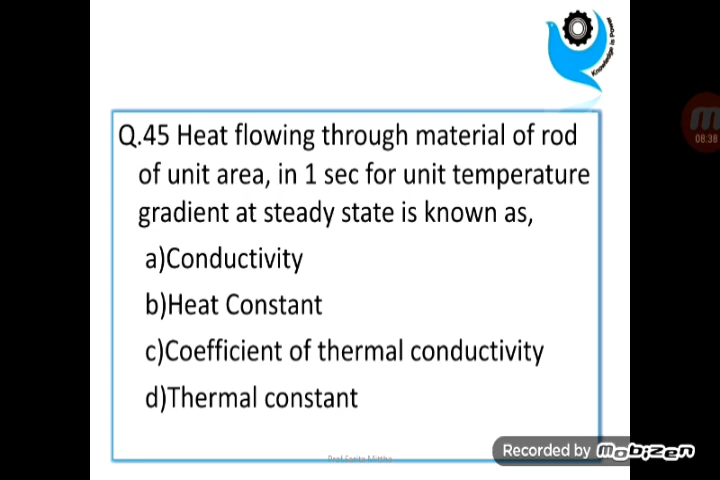 Knowledge is Power
08:38
Q.45 Heat flowing through material of rod
of unit area, in 1 sec for unit temperature
gradient at steady state is known as,
a)Conductivity
b)Heat Constant
c)Coefficient of thermal conductivity
d)Thermal constant
Recorded by mobizen